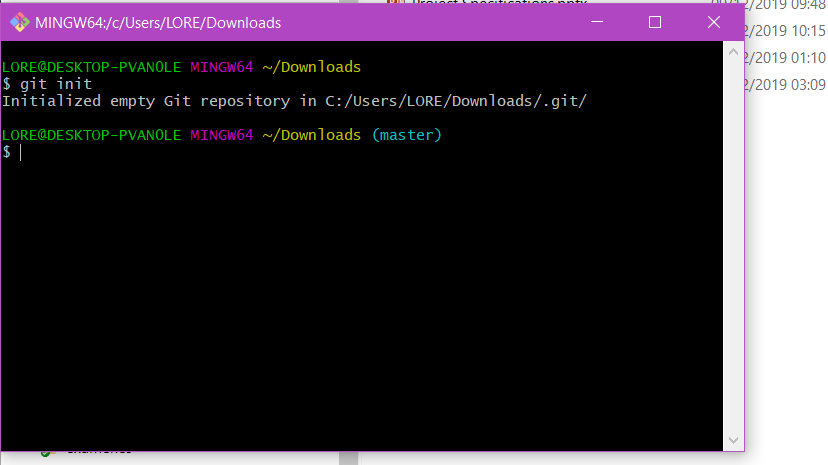 MINGW64:/c/Users/LORE/Downloads
LORE@DESKTOP-PVANOLE MINGW64 ~/Downloads
$ git init
Initialized empty Git repository in C:/Users/LORE/Downloads/.git/
LORE@DESKTOP-PVANOLE MINGW64 ~/Downloads (master)
$
2/2019 09:48
2/2019 10:15
2/2019 01:10
2/2019 03:09